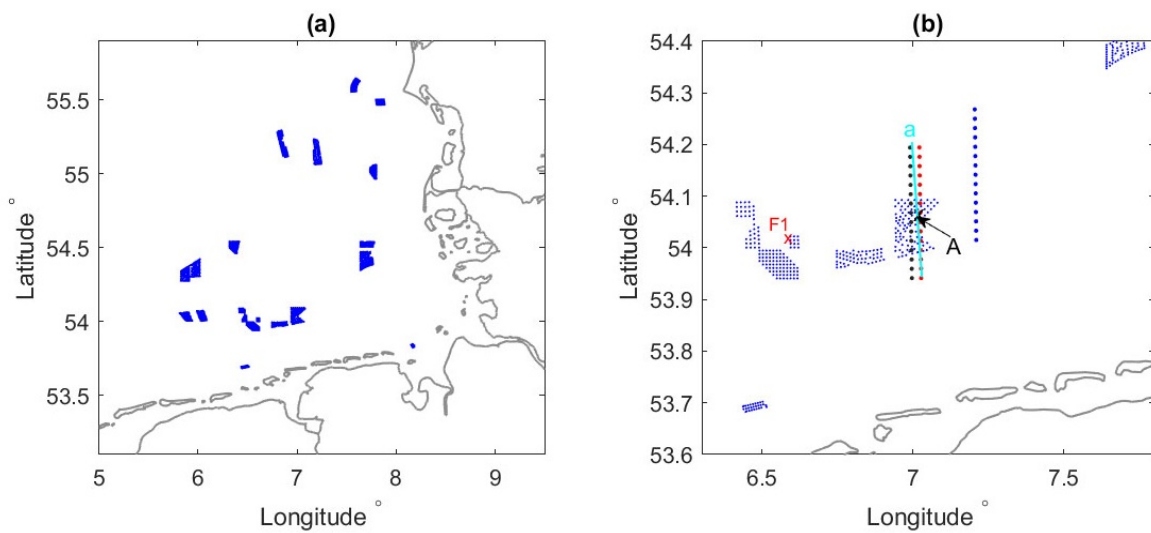 (a)
55.5
55
54.5
54
53.5
5 6 7 8 9
Longitude °
Latitude °
(b)
54.4
54.3
54.2
54.1
54
53.9
53.8
53.7
53.6
6.5 7 7.5
Longitude °
Latitude °
a
F1
A